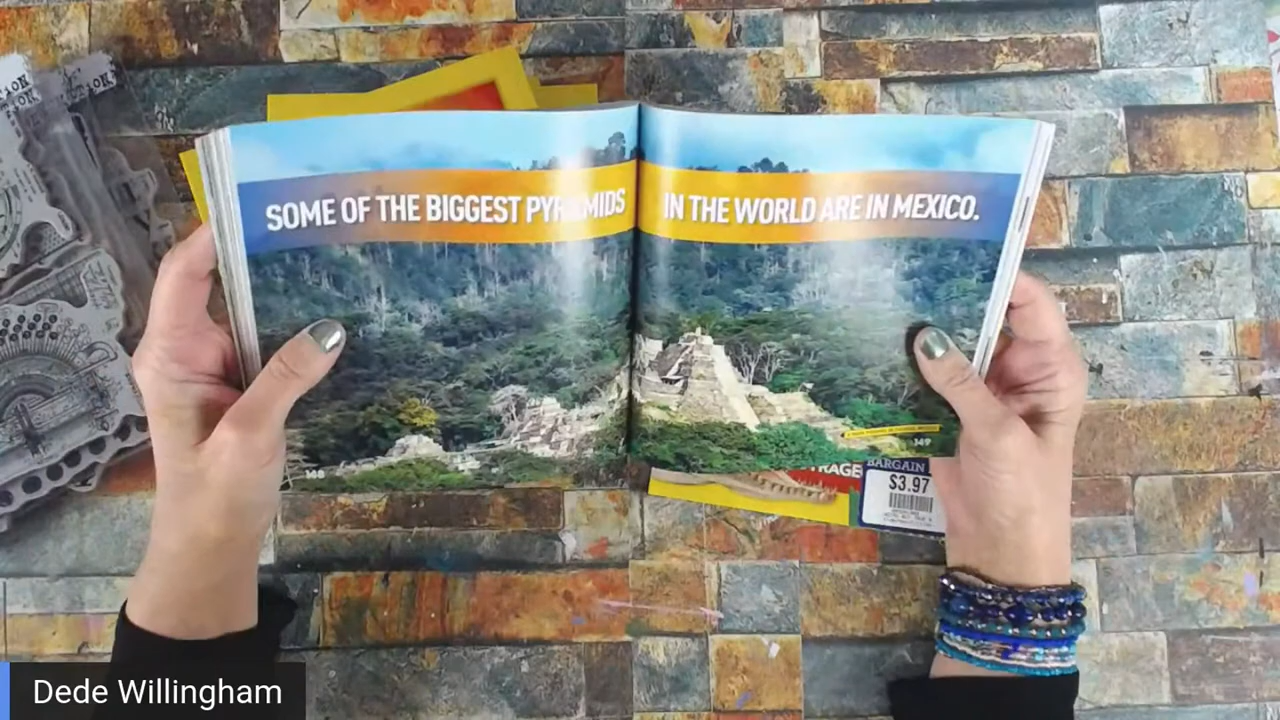 SOME OF THE BIGGEST PYRAMIDS IN THE WORLD ARE IN MEXICO.
148
149
BARGAIN
$3.97
Dede Willingham